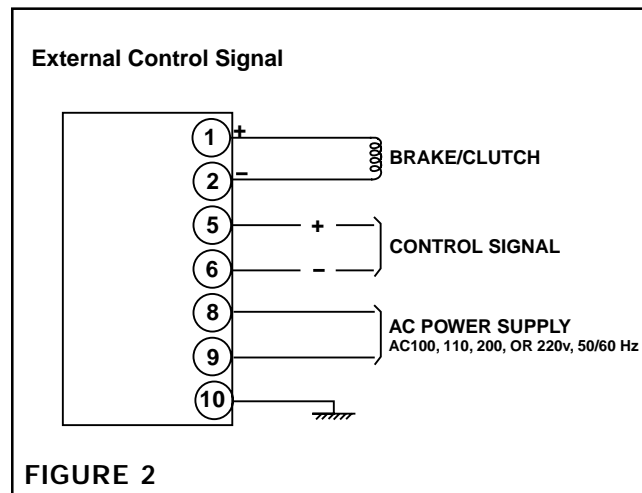 External Control Signal
1 +
2 −
BRAKE/CLUTCH
5 +
6 −
CONTROL SIGNAL
8
9
AC POWER SUPPLY
AC100, 110, 200, OR 220v, 50/60 Hz
10
FIGURE 2